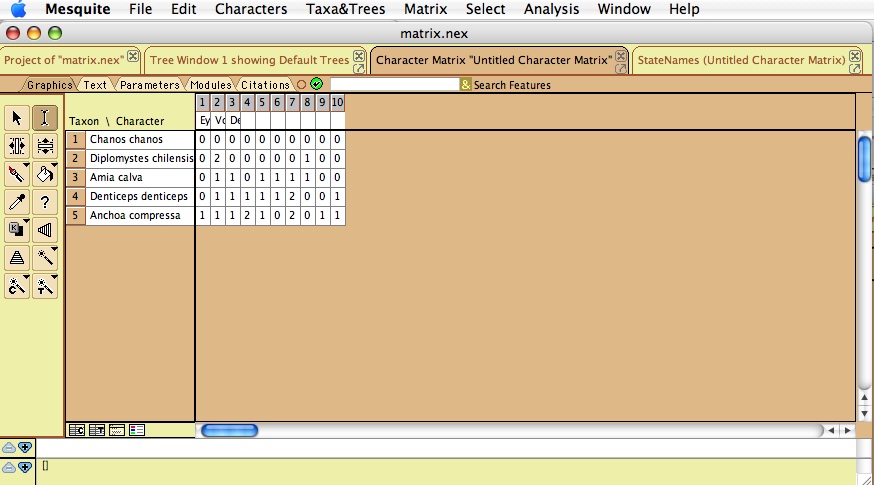 Mesquite File Edit Characters Taxa&Trees Matrix Select Analysis Window Help
matrix.nex
Project of "matrix.nex" Tree Window 1 showing Default Trees Character Matrix "Untitled Character Matrix" StateNames (Untitled Character Matrix)
Graphics Text Parameters Modules Citations & Search Features
1 2 3 4 5 6 7 8 9 10
Taxon \ Character Ey Vc De
1 Chanos chanos 0 0 0 0 0 0 0 0 0 0
2 Diplomystes chilensis 0 2 0 0 0 0 0 1 0 0
3 Amia calva 0 1 1 0 1 1 1 1 0 0
4 Denticeps denticeps 0 1 1 1 1 1 2 0 0 1
5 Anchoa compressa 1 1 1 2 1 0 2 0 1 1
?
C T
[]